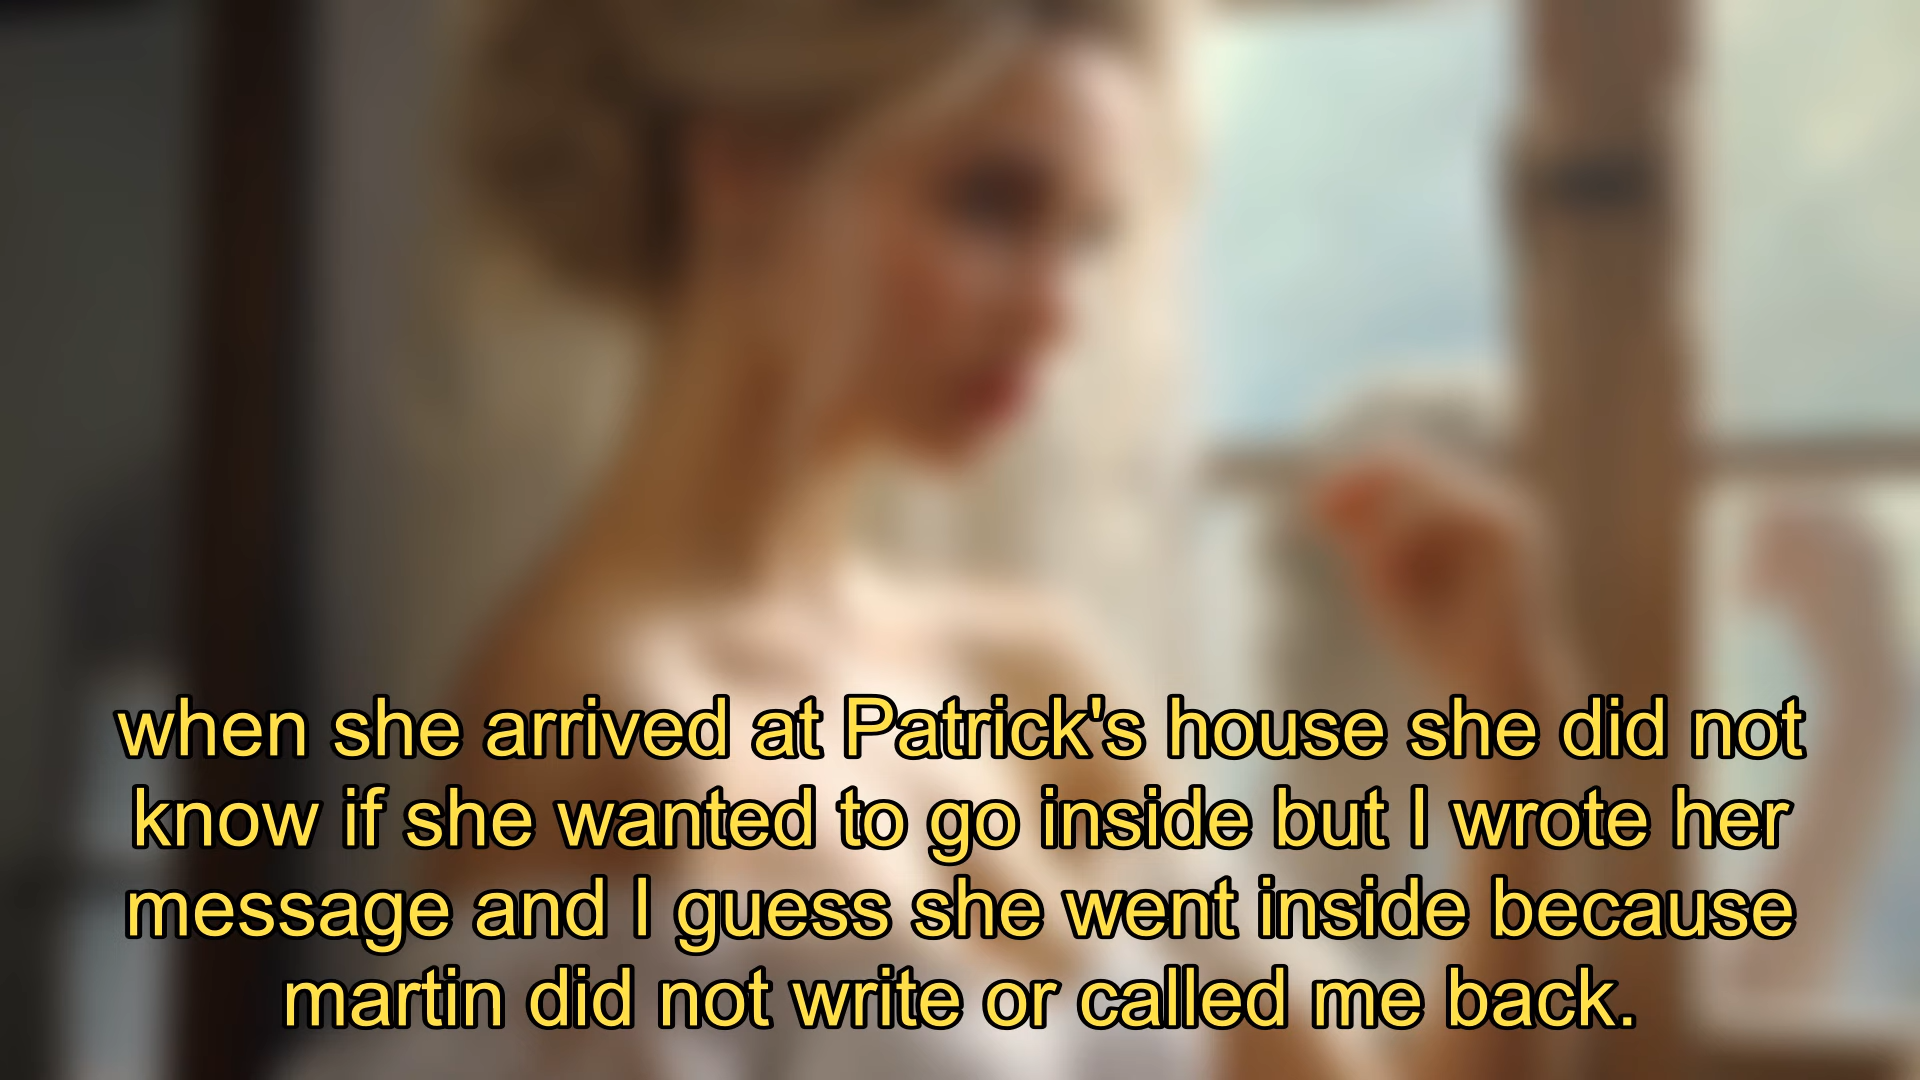 when she arrived at Patrick's house she did not
know if she wanted to go inside but I wrote her
message and I guess she went inside because
martin did not write or called me back.